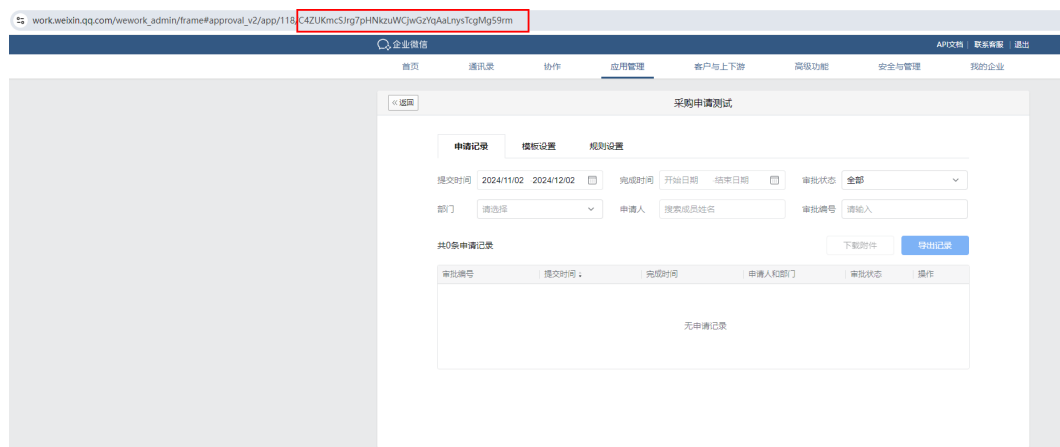 work.weixin.qq.com/wework_admin/frame#approval_v2/app/118/C4ZUKmcSJrg7pHNkzuWCjwGzYqAaLnysTcgMg59rm
企业微信 API文档 | 联系客服 | 退出
首页 通讯录 协作 应用管理 客户与上下游 高级功能 安全与管理 我的企业
«返回 采购申请测试
申请记录 模板设置 规则设置
提交时间 2024/11/02 2024/12/02 完成时间 开始日期 结束日期 审批状态 全部
部门 请选择 申请人 搜索成员姓名 审批编号 请输入
共0条申请记录 下载附件 导出记录
审批编号 提交时间 完成时间 申请人和部门 审批状态 操作
无申请记录